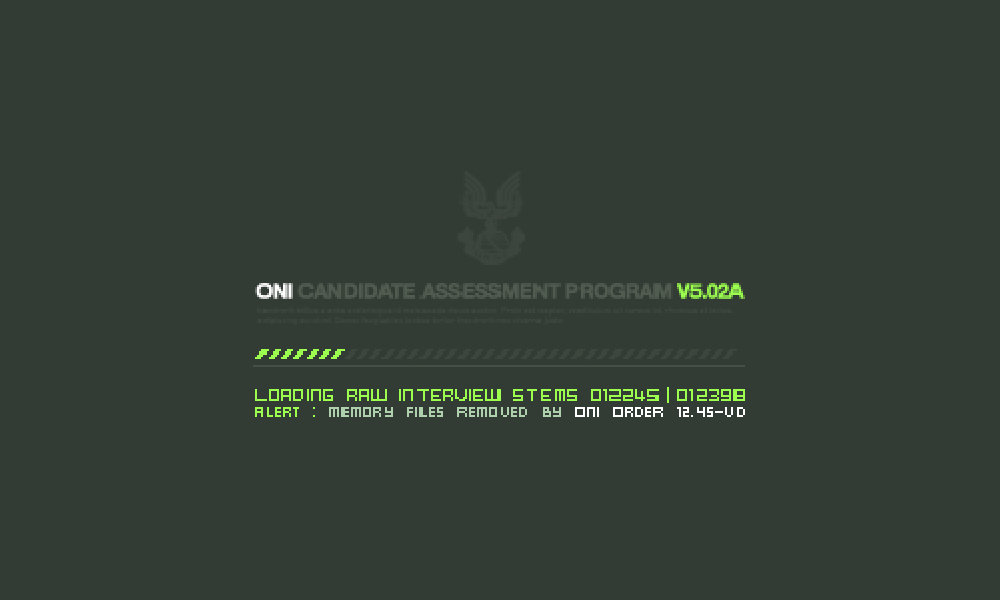 ONI CANDIDATE ASSESSMENT PROGRAM V5.02A
LOADING RAW INTERVIEW STEMS 012245|012398
ALERT : MEMORY FILES REMOVED BY ONI ORDER 12.45-VD